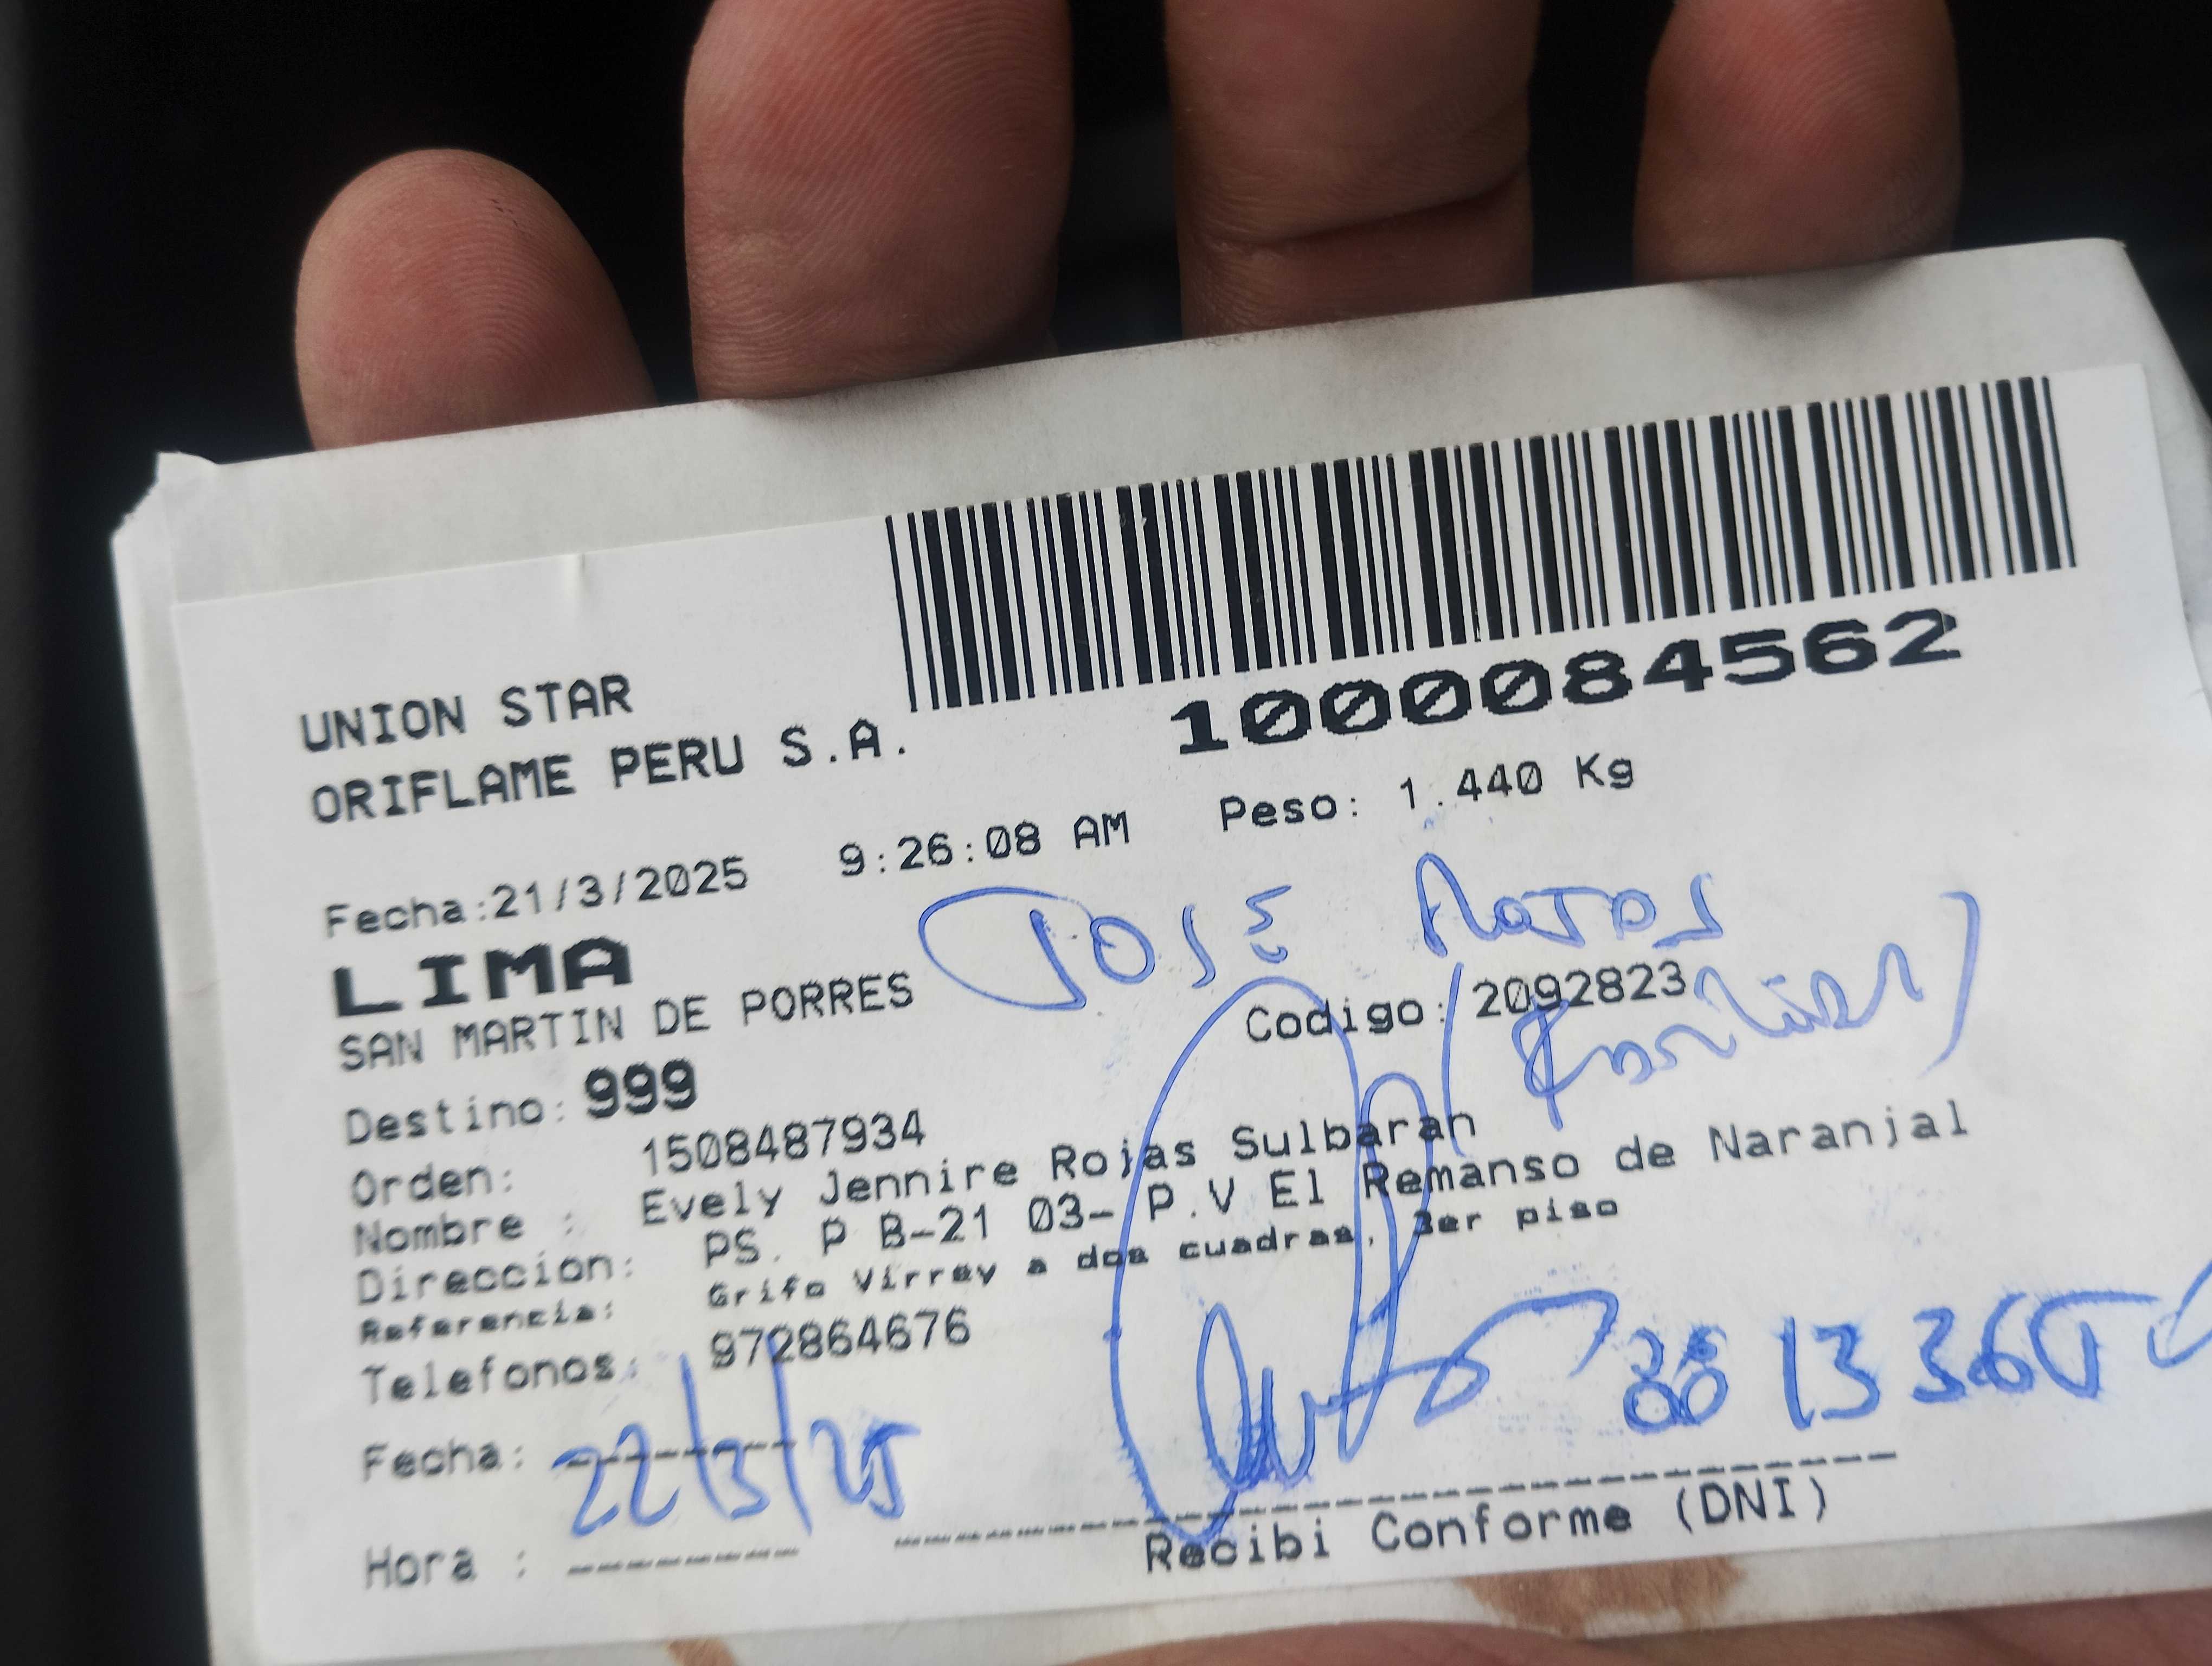 1000084562
UNION STAR
ORIFLAME PERU S.A.
Fecha:21/3/2025 9:26:08 AM Peso: 1.440 Kg
LIMA
JOSE
SAN MARTIN DE PORRES
Codigo: 2092823
Destino: 999
Orden: 1508487934
Nombre : Evely Jennire Rojas Sulbaran
Direccion: PS. P B-21 03- P.V El Remanso de Naranjal
Referencia: Grifo Virrey a dos cuadras, 3er piso
Telefonos: 972864676
Fecha: 22/3/25
Hora :
Recibi Conforme (DNI)